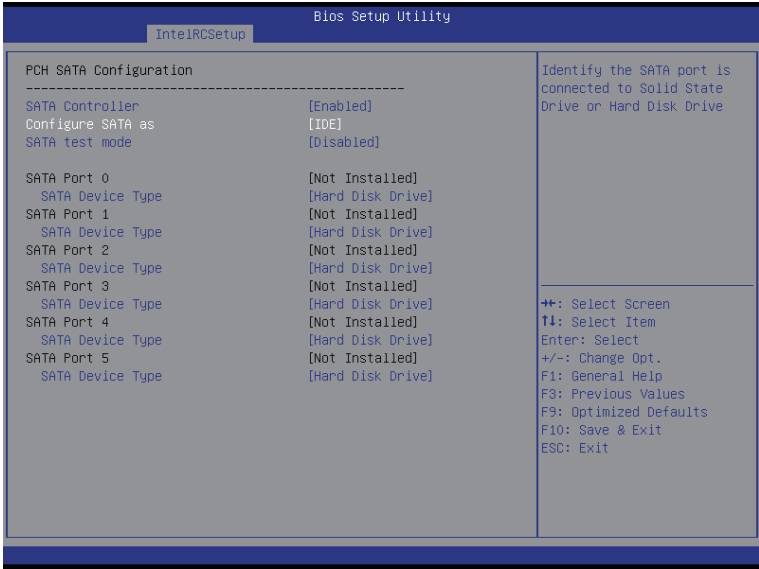 Bios Setup Utility
IntelRCSetup
PCH SATA Configuration
--------------------------------------------------
SATA Controller [Enabled]
Configure SATA as [IDE]
SATA test mode [Disabled]
SATA Port 0 [Not Installed]
SATA Device Type [Hard Disk Drive]
SATA Port 1 [Not Installed]
SATA Device Type [Hard Disk Drive]
SATA Port 2 [Not Installed]
SATA Device Type [Hard Disk Drive]
SATA Port 3 [Not Installed]
SATA Device Type [Hard Disk Drive]
SATA Port 4 [Not Installed]
SATA Device Type [Hard Disk Drive]
SATA Port 5 [Not Installed]
SATA Device Type [Hard Disk Drive]
Identify the SATA port is
connected to Solid State
Drive or Hard Disk Drive
→←: Select Screen
↑↓: Select Item
Enter: Select
+/-: Change Opt.
F1: General Help
F3: Previous Values
F9: Optimized Defaults
F10: Save & Exit
ESC: Exit